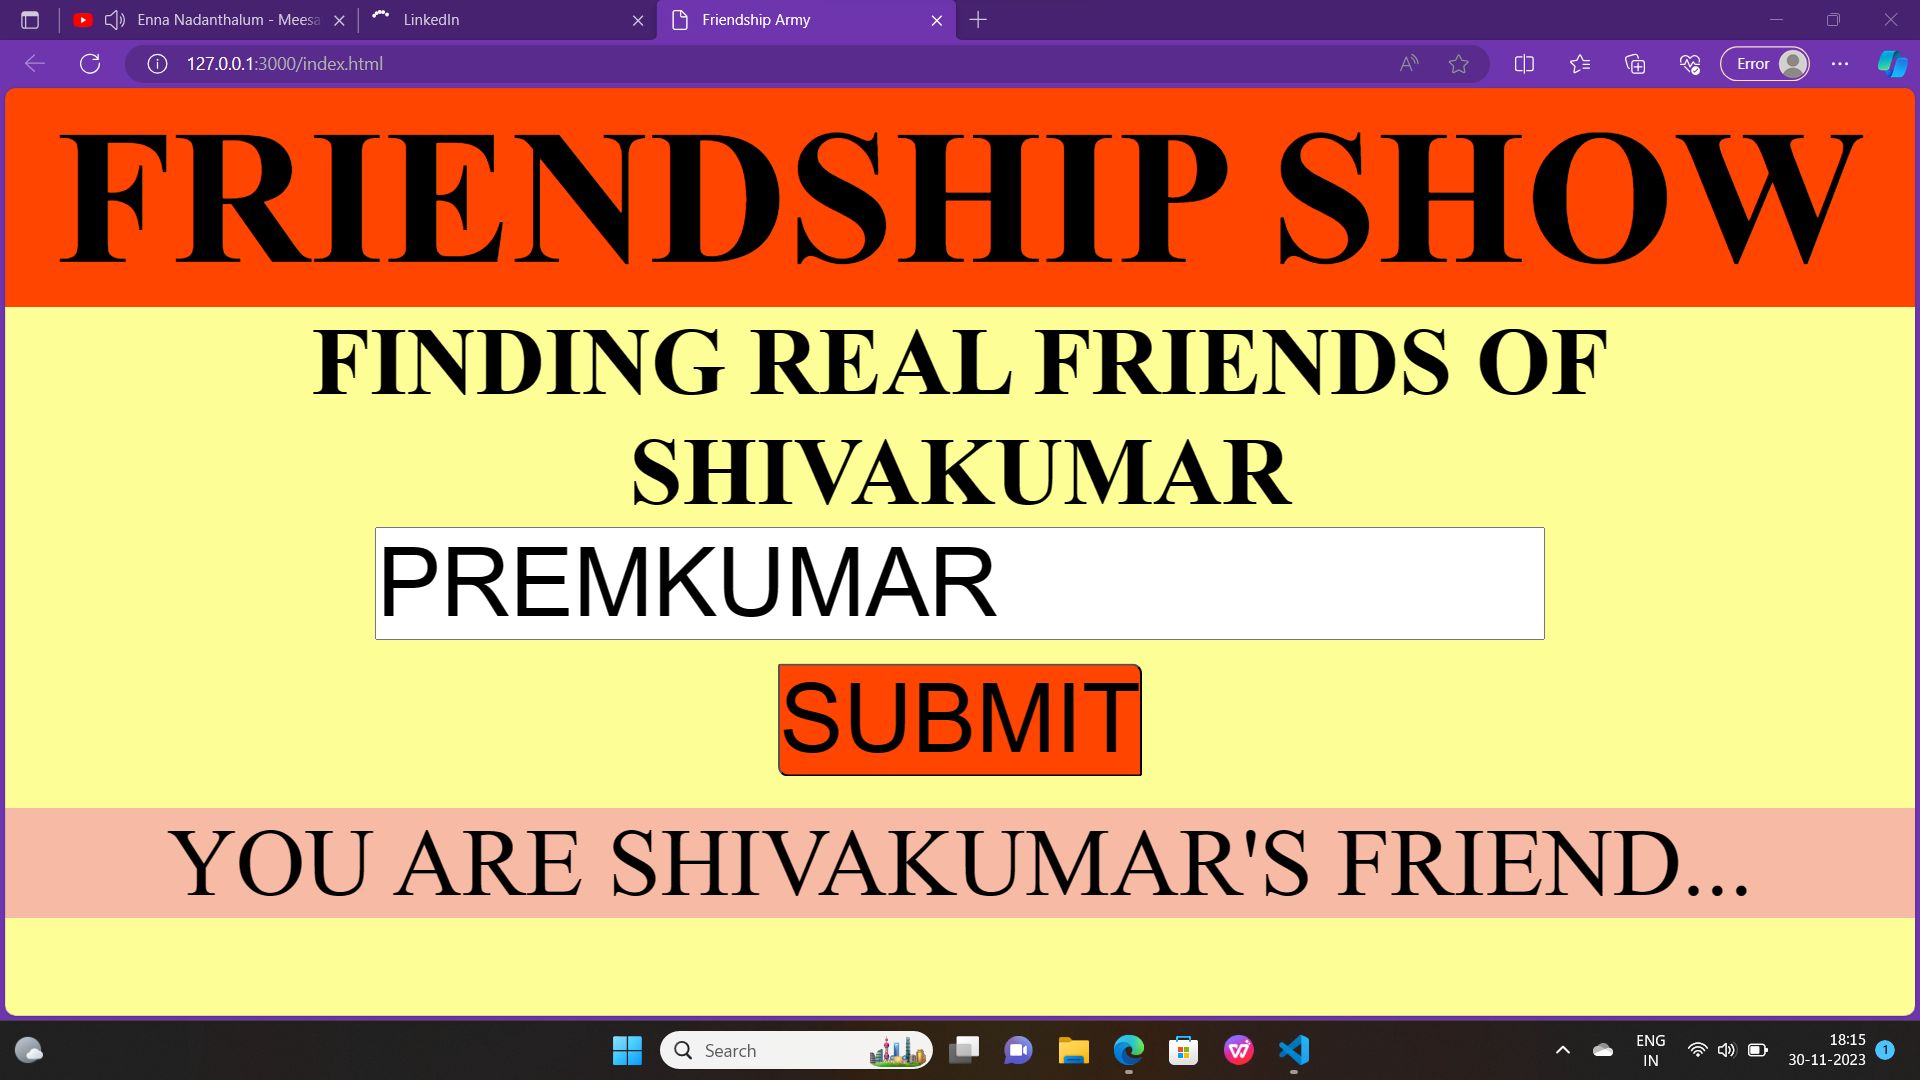 Enna Nadanthalum - Meesa
LinkedIn
Friendship Army
127.0.0.1:3000/index.html
Error
FRIENDSHIP SHOW
FINDING REAL FRIENDS OF
SHIVAKUMAR
PREMKUMAR
SUBMIT
YOU ARE SHIVAKUMAR'S FRIEND...
Search
ENG
IN
18:15
30-11-2023
1